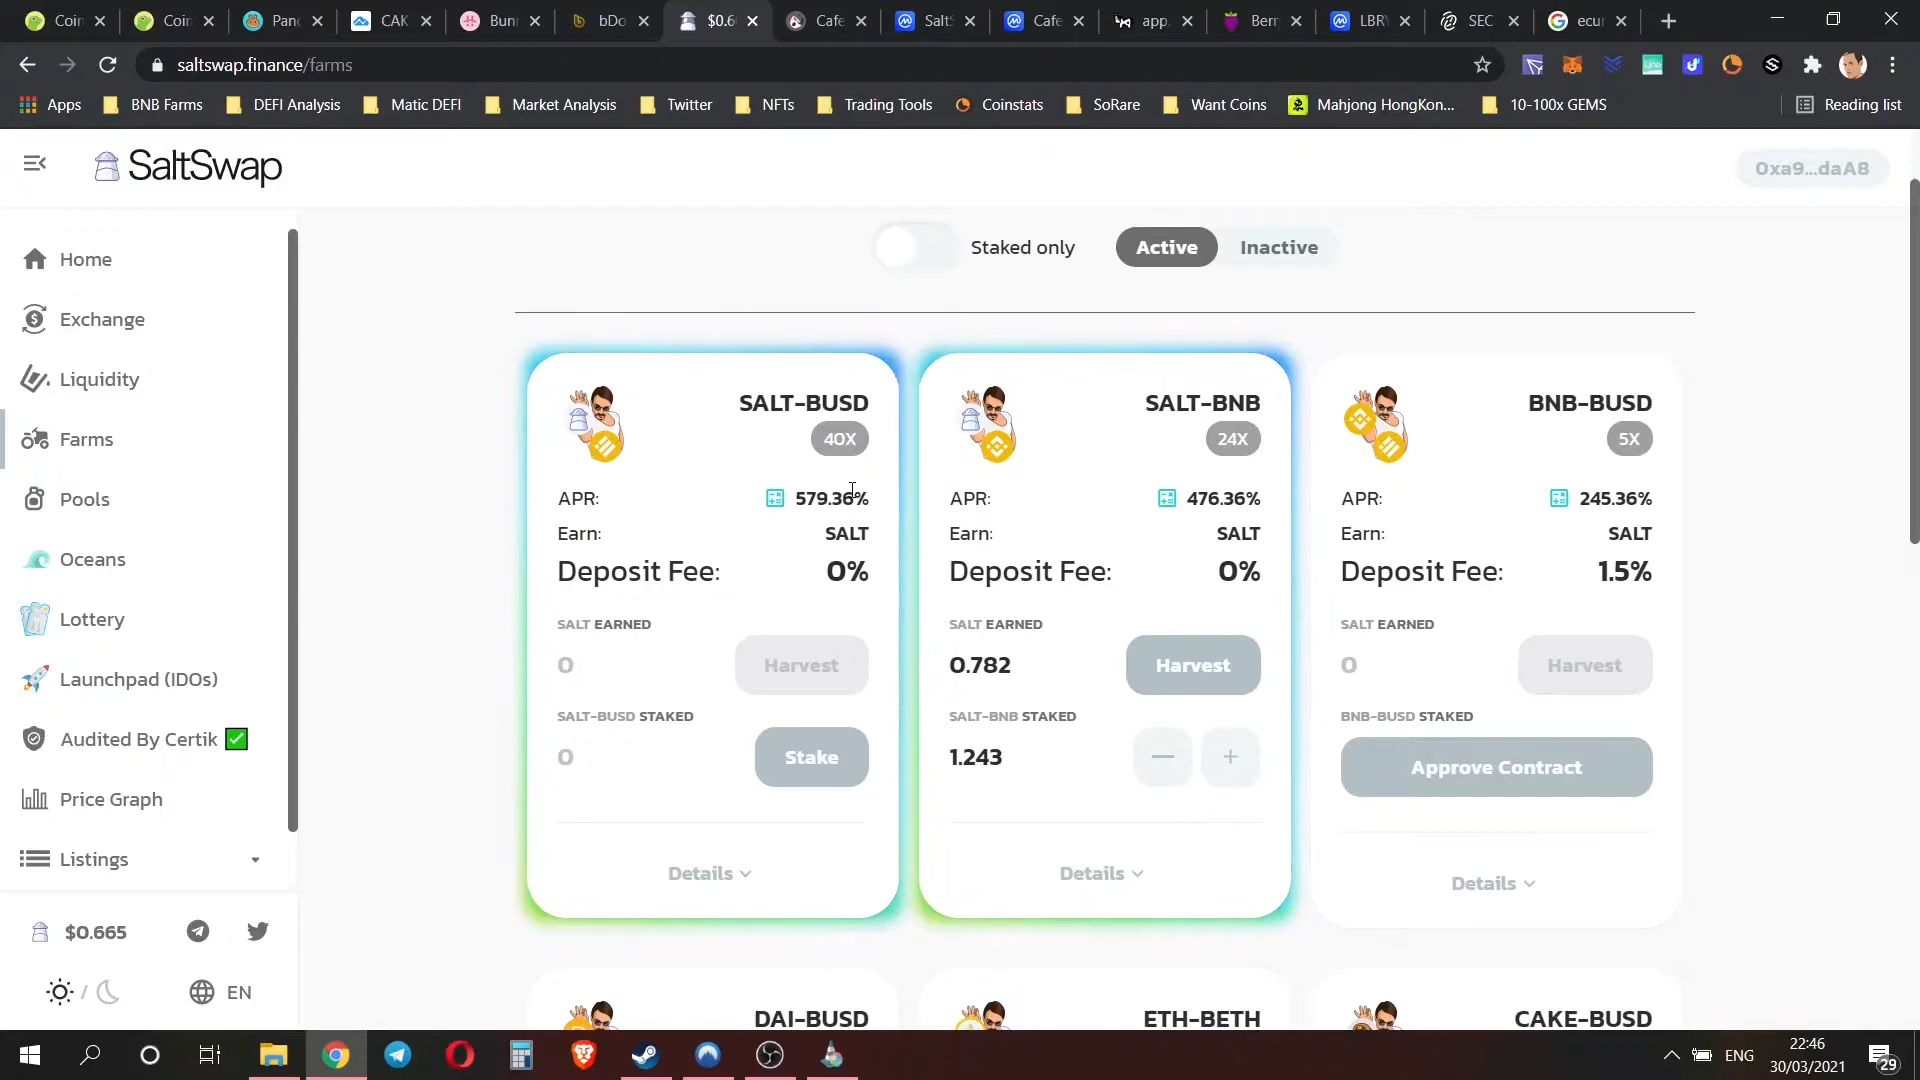 Coin
Coin
Panc
CAK
Bunn
bDo
$0.6
Cafe
SaltS
Cafe
app.
Bern
LBRY
SEC
ecur
saltswap.finance/farms
Apps
BNB Farms
DEFI Analysis
Matic DEFI
Market Analysis
Twitter
NFTs
Trading Tools
Coinstats
SoRare
Want Coins
Mahjong HongKon...
10-100x GEMS
Reading list
SaltSwap
0xa9...daA8
Home
Exchange
Liquidity
Farms
Pools
Oceans
Lottery
Launchpad (IDOs)
Audited By Certik
Price Graph
Listings
$0.665
/
EN
Staked only
Active
Inactive
SALT-BUSD
40X
APR:
579.36%
Earn:
SALT
Deposit Fee:
0%
SALT EARNED
0
Harvest
SALT-BUSD STAKED
0
Stake
Details
SALT-BNB
24X
APR:
476.36%
Earn:
SALT
Deposit Fee:
0%
SALT EARNED
0.782
Harvest
SALT-BNB STAKED
1.243
Details
BNB-BUSD
5X
APR:
245.36%
Earn:
SALT
Deposit Fee:
1.5%
SALT EARNED
0
Harvest
BNB-BUSD STAKED
Approve Contract
Details
DAI-BUSD
ETH-BETH
CAKE-BUSD
ENG
22:46
30/03/2021
29